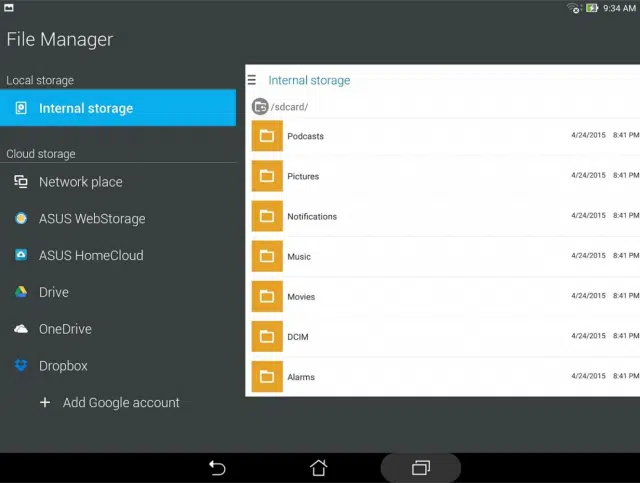 9:34 AM
File Manager
Local storage
Internal storage
Cloud storage
Network place
ASUS WebStorage
ASUS HomeCloud
Drive
OneDrive
Dropbox
+ Add Google account
Internal storage
/sdcard/
Podcasts 4/24/2015 8:41 PM
Pictures 4/24/2015 8:41 PM
Notifications 4/24/2015 8:41 PM
Music 4/24/2015 8:41 PM
Movies 4/24/2015 8:41 PM
DCIM 4/24/2015 8:41 PM
Alarms 4/24/2015 8:41 PM